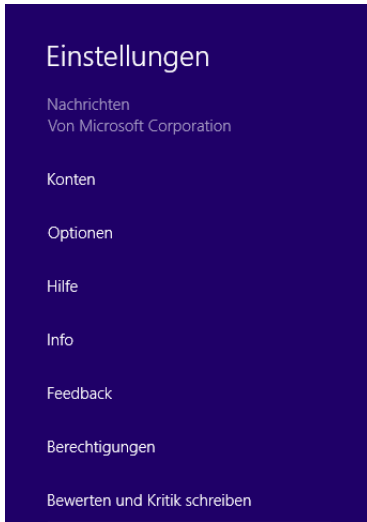 Einstellungen
Nachrichten
Von Microsoft Corporation
Konten
Optionen
Hilfe
Info
Feedback
Berechtigungen
Bewerten und Kritik schreiben